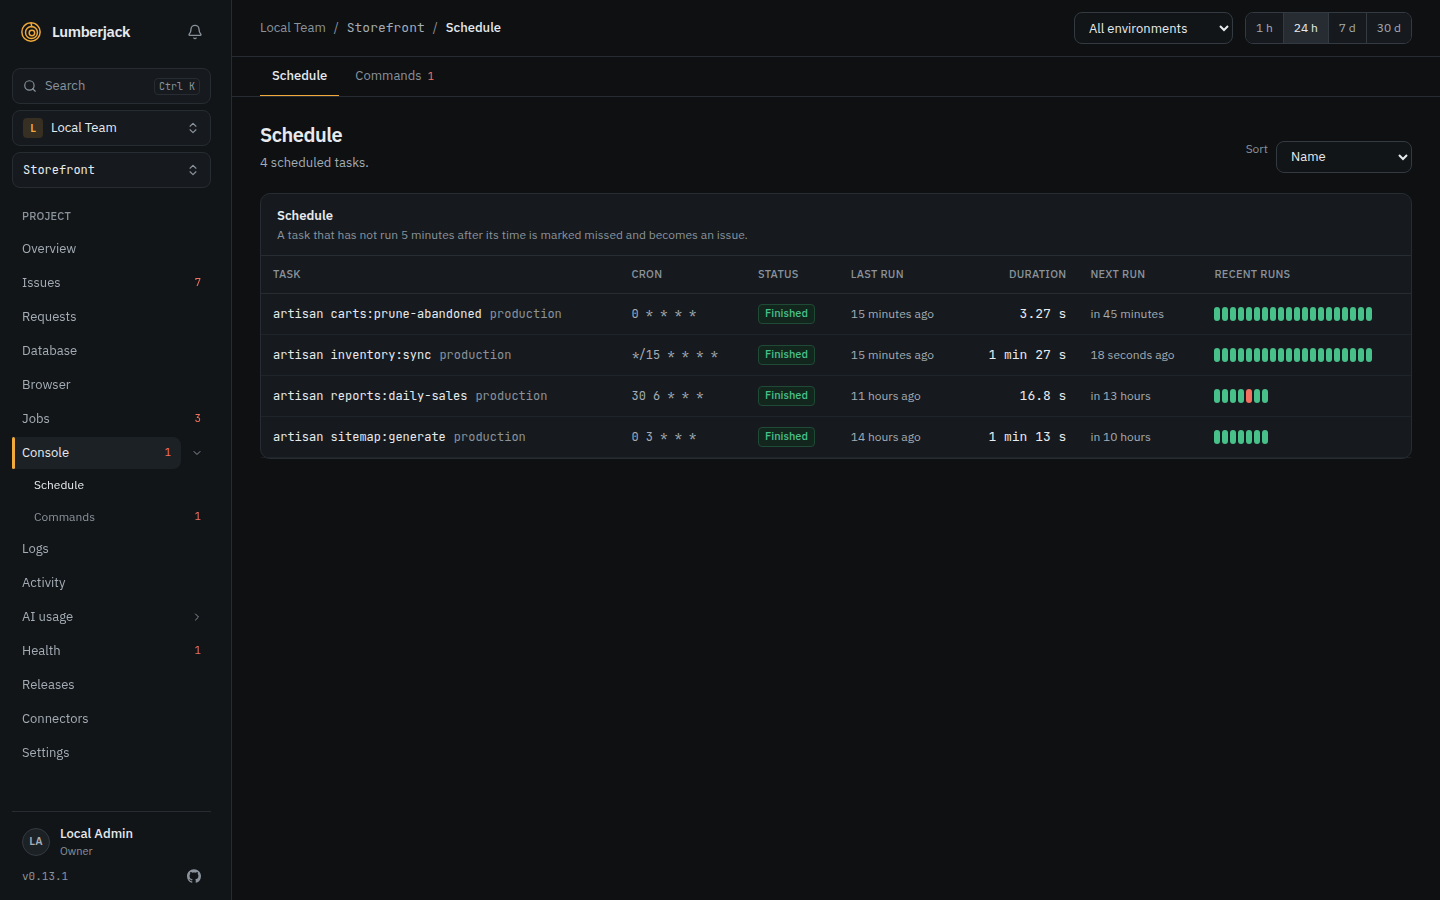 Lumberjack
Search Ctrl K
L Local Team
Storefront
PROJECT
Overview
Issues 7
Requests
Database
Browser
Jobs 3
Console 1
Schedule
Commands 1
Logs
Activity
AI usage
Health 1
Releases
Connectors
Settings
LA Local Admin
Owner
v0.13.1
Local Team / Storefront / Schedule
All environments 1 h 24 h 7 d 30 d
Schedule Commands 1
Schedule
4 scheduled tasks.
Sort Name
Schedule
A task that has not run 5 minutes after its time is marked missed and becomes an issue.
TASK CRON STATUS LAST RUN DURATION NEXT RUN RECENT RUNS
artisan carts:prune-abandoned production 0 * * * * Finished 15 minutes ago 3.27 s in 45 minutes
artisan inventory:sync production */15 * * * * Finished 15 minutes ago 1 min 27 s 18 seconds ago
artisan reports:daily-sales production 30 6 * * * Finished 11 hours ago 16.8 s in 13 hours
artisan sitemap:generate production 0 3 * * * Finished 14 hours ago 1 min 13 s in 10 hours